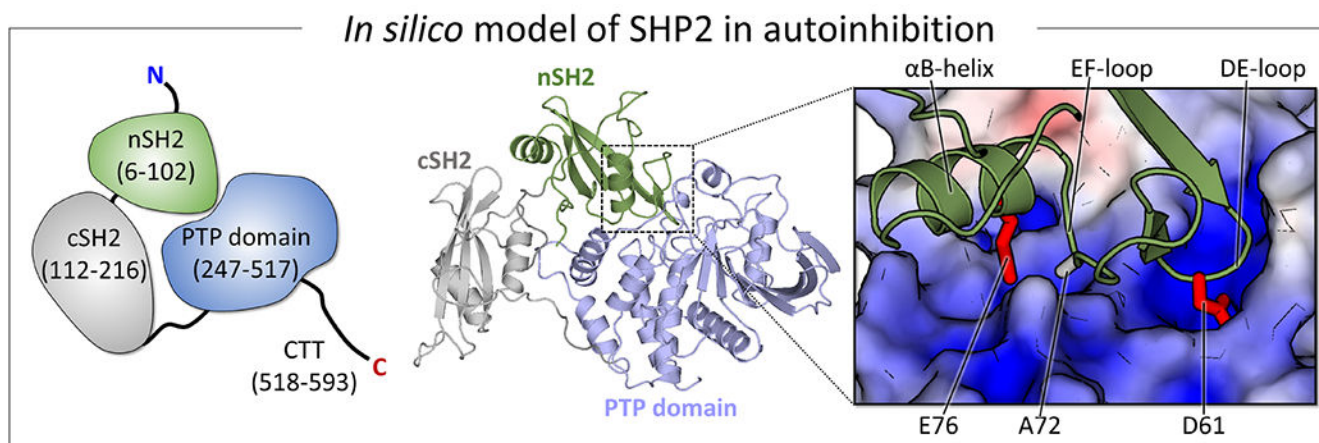 In silico model of SHP2 in autoinhibition
N
nSH2
(6-102)
cSH2
(112-216)
PTP domain
(247-517)
CTT
(518-593)
C
nSH2
cSH2
PTP domain
αB-helix
EF-loop
DE-loop
E76
A72
D61